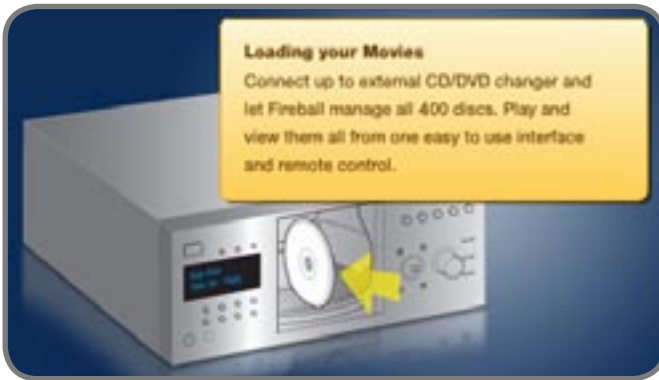 Loading your Movies
Connect up to external CD/DVD changer and
let Fireball manage all 400 discs. Play and
view them all from one easy to use interface
and remote control.